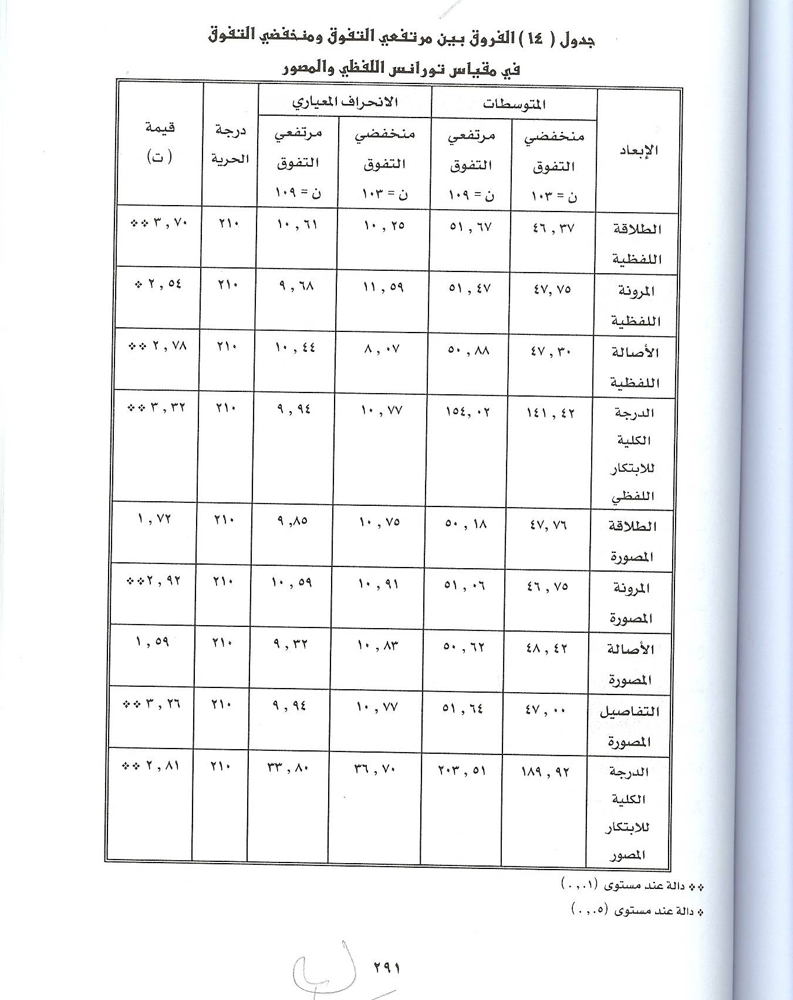 جدول ( ١٤ ) الفروق بين مرتفعي التفوق ومنخفضي التفوق
في مقياس تورانس اللفظي والمصور
الإبعاد المتوسطات الانحراف المعياري درجة الحرية قيمة (ت)
منخفضي التفوق ن = ١٠٣ مرتفعي التفوق ن = ١٠٩ منخفضي التفوق ن = ١٠٣ مرتفعي التفوق ن = ١٠٩
الطلاقة اللفظية ٤٦,٣٧ ٥١,٦٧ ١٠,٢٥ ١٠,٦١ ٢١٠ ٣,٧٠ **
المرونة اللفظية ٤٧,٧٥ ٥١,٤٧ ١١,٥٩ ٩,٦٨ ٢١٠ ٢,٥٤ *
الأصالة اللفظية ٤٧,٣٠ ٥٠,٨٨ ٨,٠٧ ١٠,٤٤ ٢١٠ ٢,٧٨ **
الدرجة الكلية للابتكار اللفظي ١٤١,٤٢ ١٥٤,٠٢ ١٠,٧٧ ٩,٩٤ ٢١٠ ٣,٣٢ **
الطلاقة المصورة ٤٧,٧٦ ٥٠,١٨ ١٠,٧٥ ٩,٨٥ ٢١٠ ١,٧٢
المرونة المصورة ٤٦,٧٥ ٥١,٠٦ ١٠,٩١ ١٠,٥٩ ٢١٠ ٢,٩٢**
الأصالة المصورة ٤٨,٤٢ ٥٠,٦٢ ١٠,٨٣ ٩,٣٢ ٢١٠ ١,٥٩
التفاصيل المصورة ٤٧,٠٠ ٥١,٦٤ ١٠,٧٧ ٩,٩٤ ٢١٠ ٣,٢٦ **
الدرجة الكلية للابتكار المصور ١٨٩,٩٢ ٢٠٣,٥١ ٣٦,٧٠ ٣٣,٨٠ ٢١٠ ٢,٨١ **
** دالة عند مستوى (٠,٠١)
* دالة عند مستوى (٠,٠٥)
٢٩١